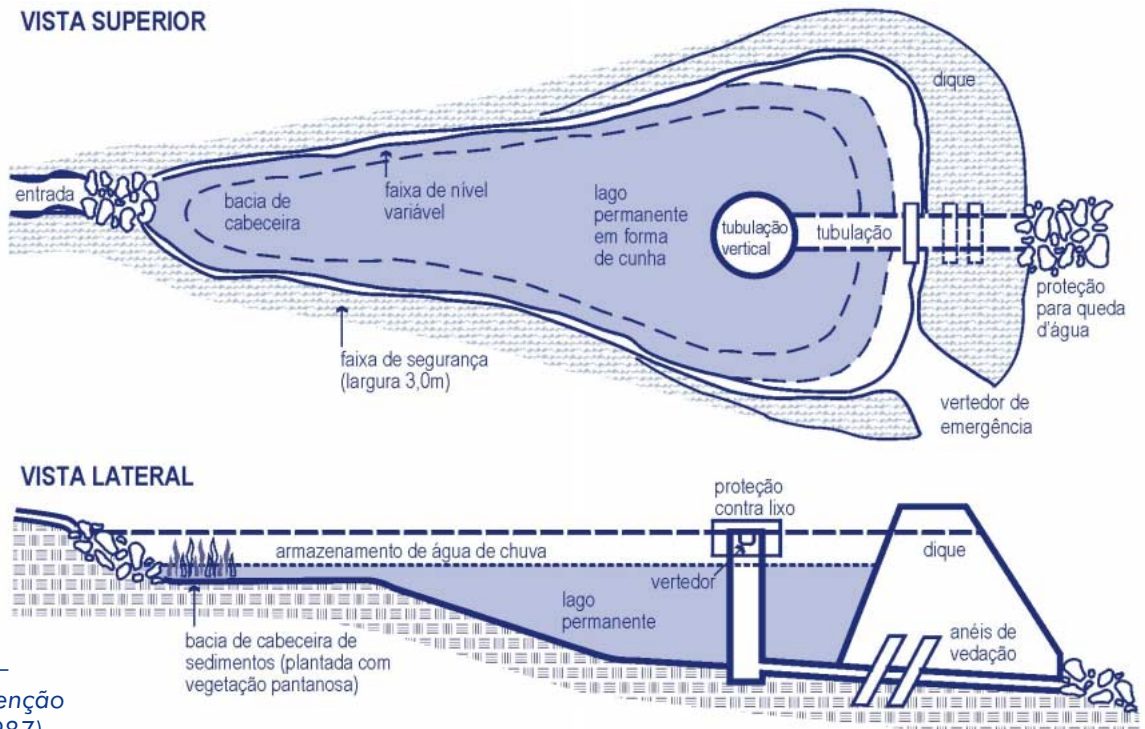 VISTA SUPERIOR
dique
entrada
bacia de
cabeceira
faixa de nível
variável
lago
permanente
em forma
de cunha
tubulação
vertical
tubulação
proteção
para queda
d'água
faixa de segurança
(largura 3,0m)
vertedor de
emergência
VISTA LATERAL
proteção
contra lixo
armazenamento de água de chuva
dique
vertedor
lago
permanente
bacia de cabeceira de
sedimentos (plantada com
vegetação pantanosa)
anéis de
vedação